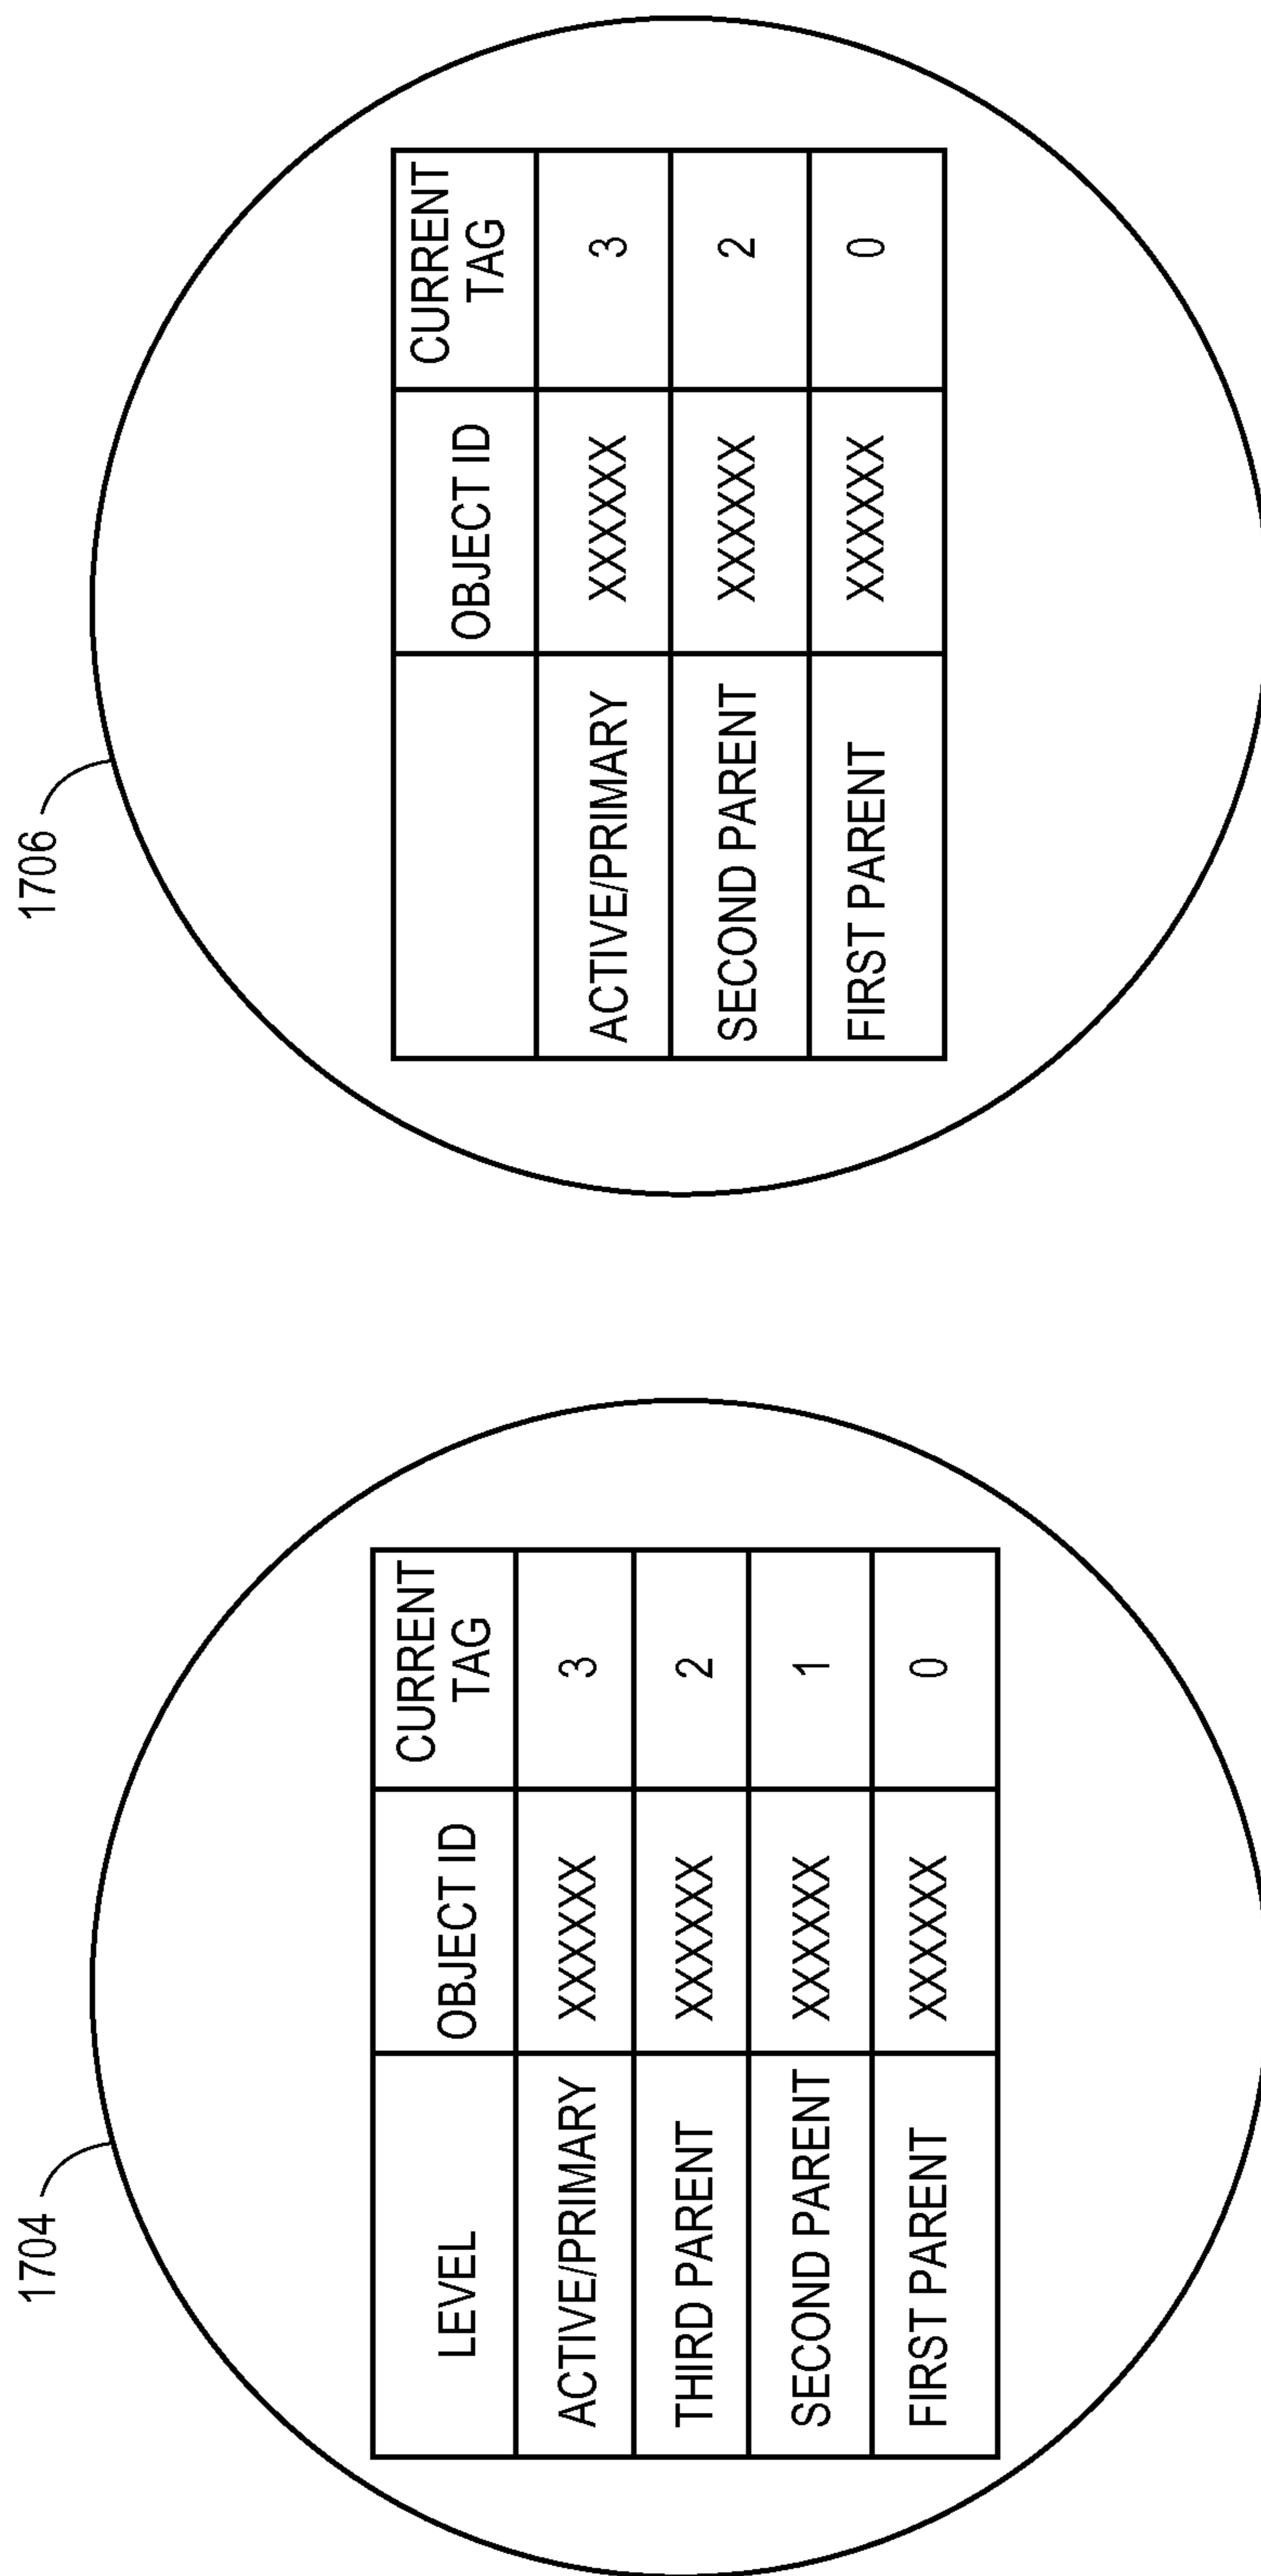 1704
LEVEL OBJECT ID CURRENT
TAG
ACTIVE/PRIMARY XXXXXX 3
THIRD PARENT XXXXXX 2
SECOND PARENT XXXXXX 1
FIRST PARENT XXXXXX 0
1706
OBJECT ID CURRENT
TAG
ACTIVE/PRIMARY XXXXXX 3
SECOND PARENT XXXXXX 2
FIRST PARENT XXXXXX 0